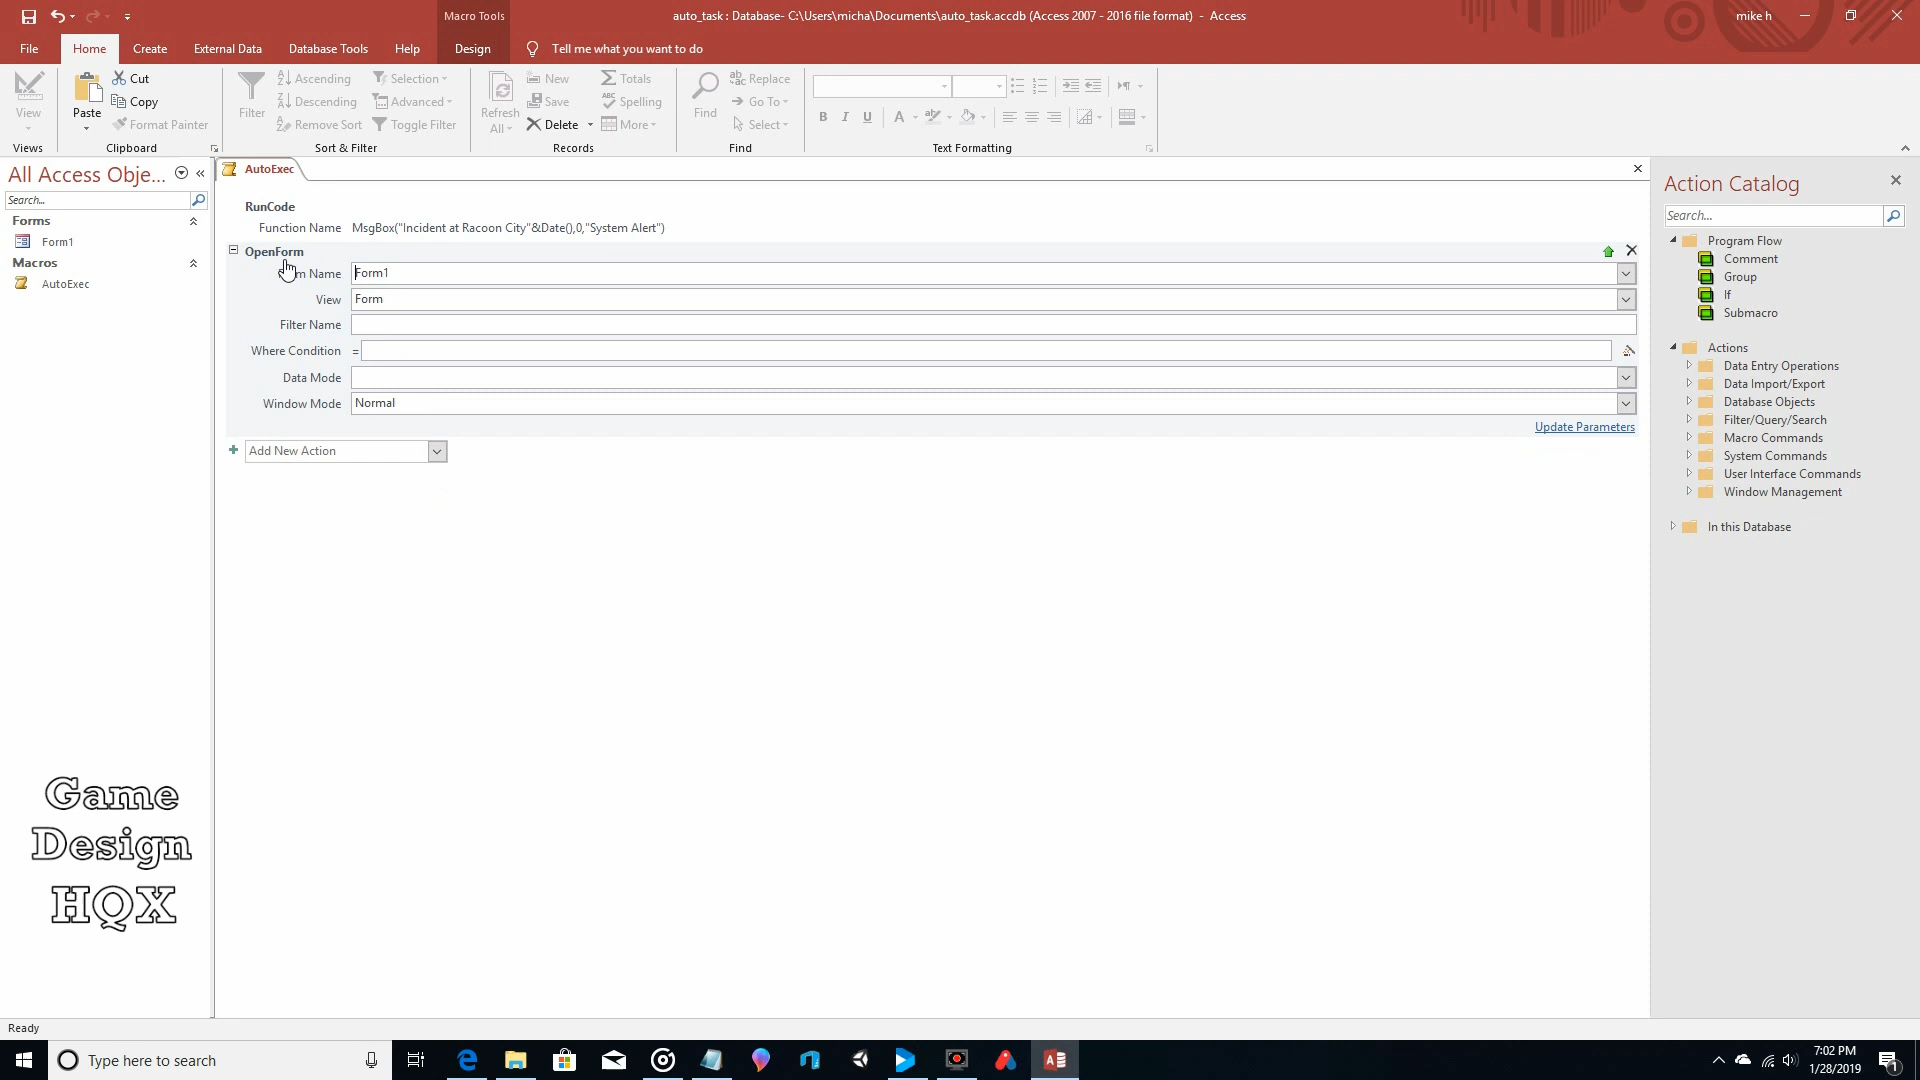 Macro Tools
auto_task : Database- C:\Users\micha\Documents\auto_task.accdb (Access 2007 - 2016 file format)  -  Access
mike h
File
Home
Create
External Data
Database Tools
Help
Design
Tell me what you want to do
View
Paste
Cut
Copy
Format Painter
Filter
Ascending
Descending
Remove Sort
Selection
Advanced
Toggle Filter
Refresh
All
New
Save
Delete
Totals
Spelling
More
Find
Replace
Go To
Select
B I U A
Views
Clipboard
Sort & Filter
Records
Find
Text Formatting
All Access Obje...
Search...
Forms
Form1
Macros
AutoExec
AutoExec
RunCode
Function Name MsgBox("Incident at Racoon City"&Date(),0,"System Alert")
OpenForm
m Name Form1
View Form
Filter Name
Where Condition =
Data Mode
Window Mode Normal
Update Parameters
Add New Action
Action Catalog
Search...
Program Flow
Comment
Group
If
Submacro
Actions
Data Entry Operations
Data Import/Export
Database Objects
Filter/Query/Search
Macro Commands
System Commands
User Interface Commands
Window Management
In this Database
Game
Design
HQX
Ready
Type here to search
7:02 PM
1/28/2019
1